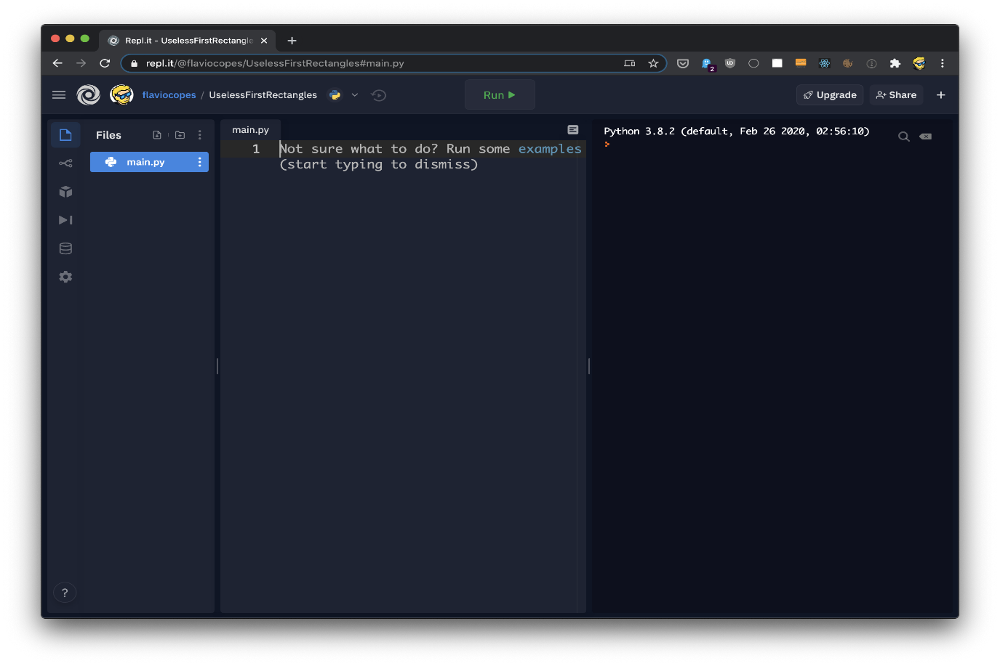 Repl.it - UselessFirstRectangle
repl.it/@flaviocopes/UselessFirstRectangles#main.py
2
flaviocopes / UselessFirstRectangles
Run
Upgrade
Share
Files
main.py
main.py
1 Not sure what to do? Run some examples
(start typing to dismiss)
Python 3.8.2 (default, Feb 26 2020, 02:56:10)
>
?